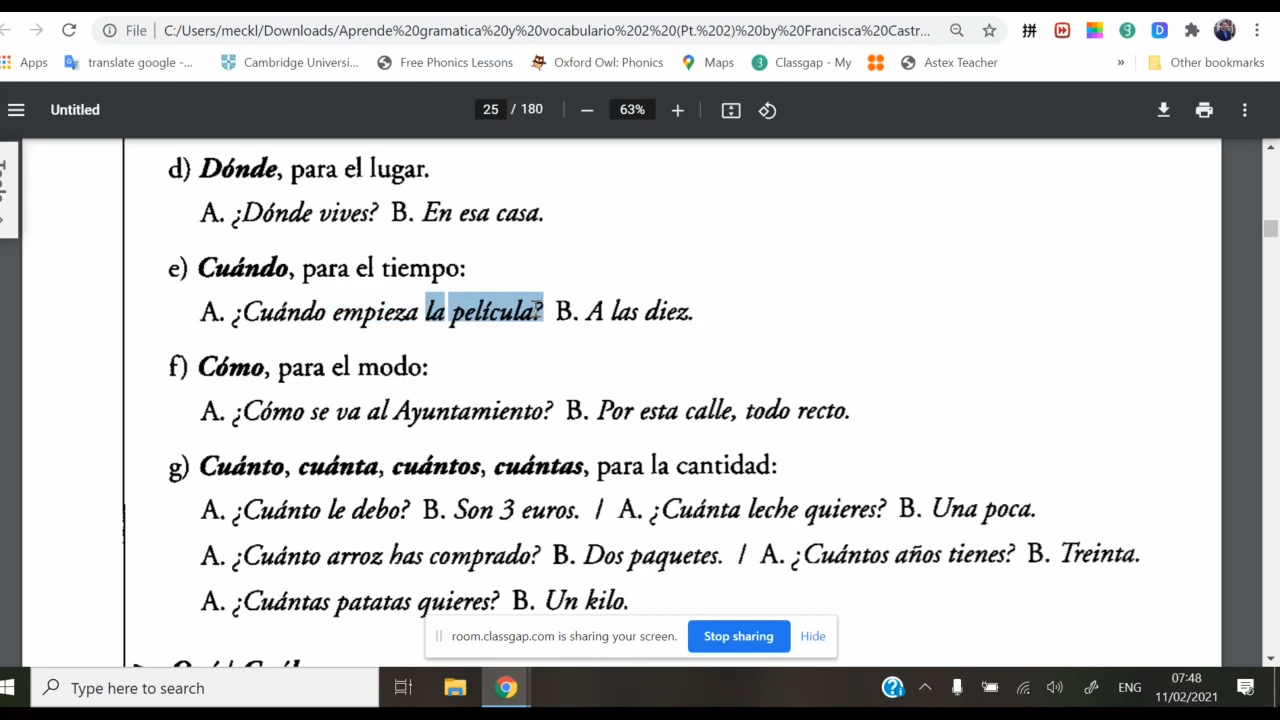 File
C:/Users/meckl/Downloads/Aprende%20gramatica%20y%20vocabulario%202%20(Pt.%202)%20by%20Francisca%20Castr...
Apps
translate google -...
Cambridge Universi...
Free Phonics Lessons
Oxford Owl: Phonics
Maps
Classgap - My
Astex Teacher
»
Other bookmarks
Untitled
25 / 180
63%
d) Dónde, para el lugar.
A. ¿Dónde vives? B. En esa casa.
e) Cuándo, para el tiempo:
A. ¿Cuándo empieza la película? B. A las diez.
f) Cómo, para el modo:
A. ¿Cómo se va al Ayuntamiento? B. Por esta calle, todo recto.
g) Cuánto, cuánta, cuántos, cuántas, para la cantidad:
A. ¿Cuánto le debo? B. Son 3 euros. / A. ¿Cuánta leche quieres? B. Una poca.
A. ¿Cuánto arroz has comprado? B. Dos paquetes. / A. ¿Cuántos años tienes? B. Treinta.
A. ¿Cuántas patatas quieres? B. Un kilo.
room.classgap.com is sharing your screen.
Stop sharing
Hide
Type here to search
ENG
07:48
11/02/2021